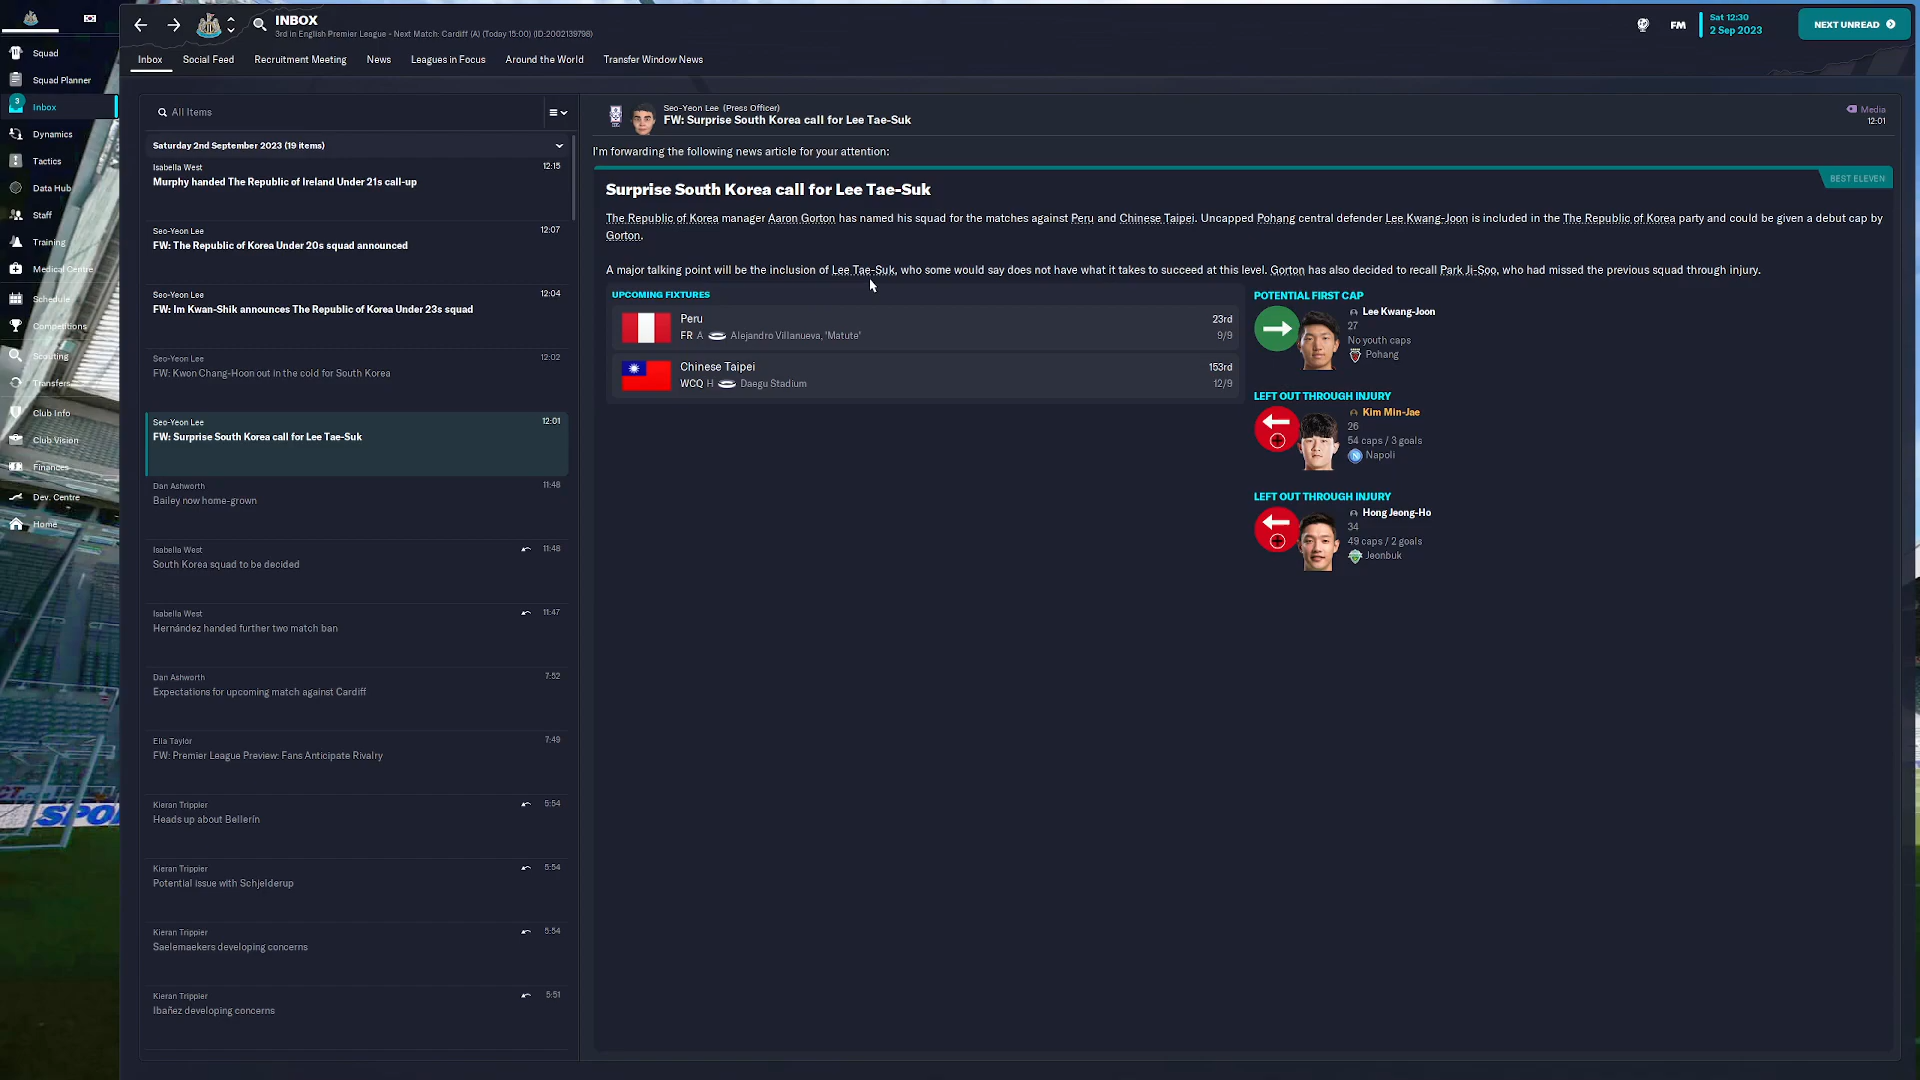 INBOX
3rd in English Premier League - Next Match: Cardiff (A) (Today 15:00) (ID:2002139798)
FM
Sat 12:30
2 Sep 2023
NEXT UNREAD
Inbox
Social Feed
Recruitment Meeting
News
Leagues in Focus
Around the World
Transfer Window News
Squad
Squad Planner
3
Inbox
Dynamics
Tactics
Data Hub
Staff
Training
Medical Centre
Schedule
Competitions
Scouting
Transfers
Club Info
Club Vision
Finances
Dev. Centre
Home
All Items
Saturday 2nd September 2023 (19 items)
Isabella West 12:15
Murphy handed The Republic of Ireland Under 21s call-up
Seo-Yeon Lee 12:07
FW: The Republic of Korea Under 20s squad announced
Seo-Yeon Lee 12:04
FW: Im Kwan-Shik announces The Republic of Korea Under 23s squad
Seo-Yeon Lee 12:02
FW: Kwon Chang-Hoon out in the cold for South Korea
Seo-Yeon Lee 12:01
FW: Surprise South Korea call for Lee Tae-Suk
Dan Ashworth 11:48
Bailey now home-grown
Isabella West 11:48
South Korea squad to be decided
Isabella West 11:47
Hernández handed further two match ban
Dan Ashworth 7:52
Expectations for upcoming match against Cardiff
Ella Taylor 7:49
FW: Premier League Preview: Fans Anticipate Rivalry
Kieran Trippier 5:54
Heads up about Bellerín
Kieran Trippier 5:54
Potential issue with Schjelderup
Kieran Trippier 5:54
Saelemaekers developing concerns
Kieran Trippier 5:51
Ibañez developing concerns
Seo-Yeon Lee (Press Officer)
FW: Surprise South Korea call for Lee Tae-Suk
Media
12:01
I'm forwarding the following news article for your attention:
BEST ELEVEN
Surprise South Korea call for Lee Tae-Suk
The Republic of Korea manager Aaron Gorton has named his squad for the matches against Peru and Chinese Taipei. Uncapped Pohang central defender Lee Kwang-Joon is included in the The Republic of Korea party and could be given a debut cap by
Gorton.
A major talking point will be the inclusion of Lee Tae-Suk, who some would say does not have what it takes to succeed at this level. Gorton has also decided to recall Park Ji-Soo, who had missed the previous squad through injury.
UPCOMING FIXTURES
Peru 23rd
FR A Alejandro Villanueva, 'Matute' 9/9
Chinese Taipei 153rd
WCQ H Daegu Stadium 12/9
POTENTIAL FIRST CAP
Lee Kwang-Joon
27
No youth caps
Pohang
LEFT OUT THROUGH INJURY
Kim Min-Jae
26
54 caps / 3 goals
Napoli
LEFT OUT THROUGH INJURY
Hong Jeong-Ho
34
49 caps / 2 goals
Jeonbuk